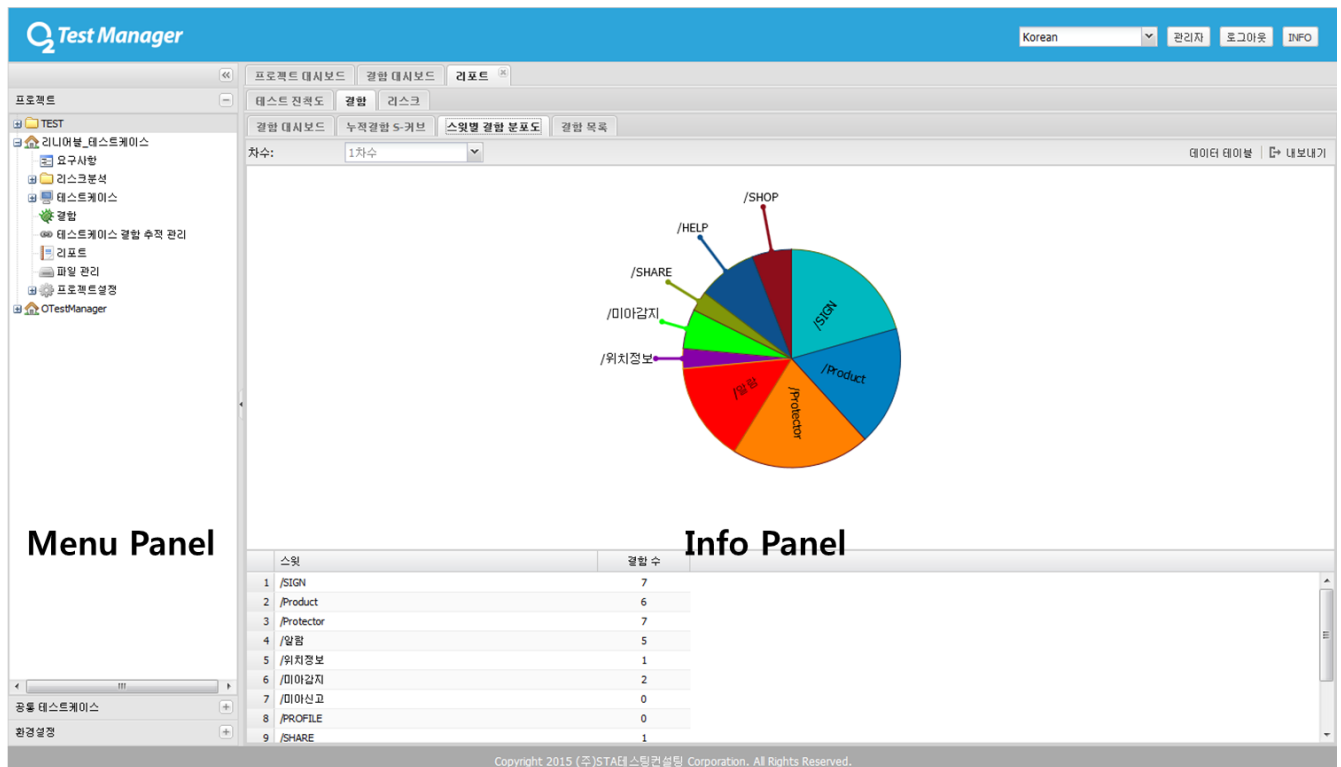 O2 Test Manager
Korean 관리자 로그아웃 INFO
프로젝트 대시보드 결함 대시보드 리포트
프로젝트
테스트 진척도 결함 리스크
TEST
결함 대시보드 누적결함 S-커브 스윗별 결함 분포도 결함 목록
리니어블_테스트케이스
차수: 1차수 데이터 테이블 내보내기
요구사항
리스크분석
테스트케이스
결함
테스트케이스 결함 추적 관리
리포트
파일 관리
프로젝트설정
OTestManager
/SHOP
/HELP
/SHARE
/미아감지
/위치정보
/SIGN
/Product
/Protector
/알림
Menu Panel
Info Panel
스윗 결함 수
1 /SIGN 7
2 /Product 6
3 /Protector 7
4 /알람 5
5 /위치정보 1
6 /미아감지 2
7 /미아신고 0
8 /PROFILE 0
9 /SHARE 1
공통 테스트케이스
환경설정
Copyright 2015 (주)STA테스팅컨설팅 Corporation. All Rights Reserved.